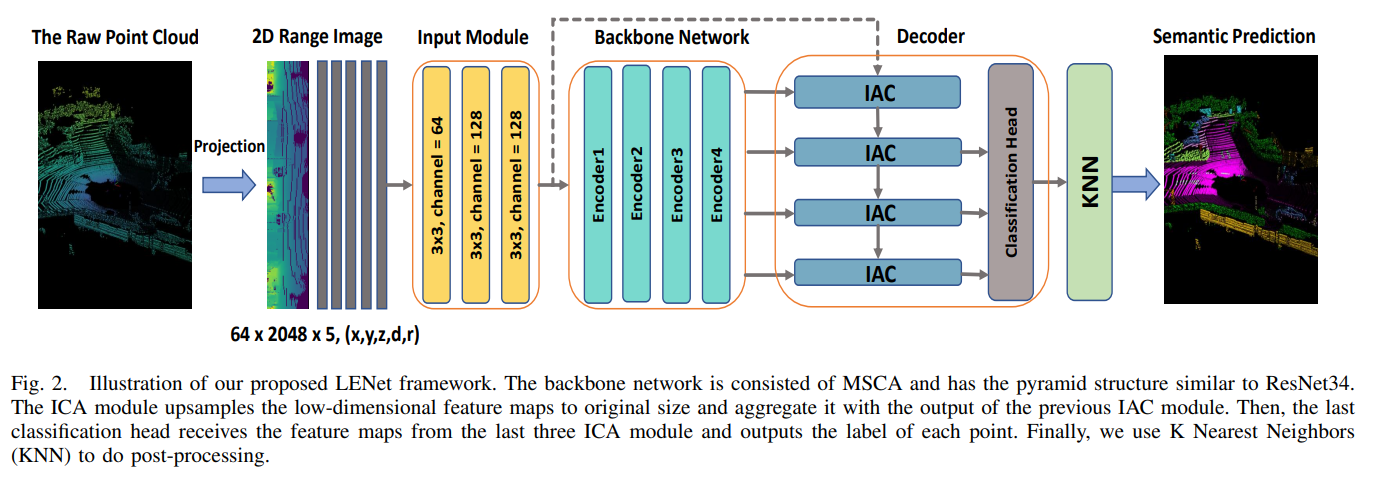 The Raw Point Cloud
2D Range Image
Input Module
Backbone Network
Decoder
Semantic Prediction
Projection
3x3, channel = 64
3x3, channel = 128
3x3, channel = 128
Encoder1
Encoder2
Encoder3
Encoder4
IAC
IAC
IAC
IAC
Classification Head
KNN
64 x 2048 x 5, (x,y,z,d,r)
Fig. 2. Illustration of our proposed LENet framework. The backbone network is consisted of MSCA and has the pyramid structure similar to ResNet34.
The ICA module upsamples the low-dimensional feature maps to original size and aggregate it with the output of the previous IAC module. Then, the last
classification head receives the feature maps from the last three ICA module and outputs the label of each point. Finally, we use K Nearest Neighbors
(KNN) to do post-processing.